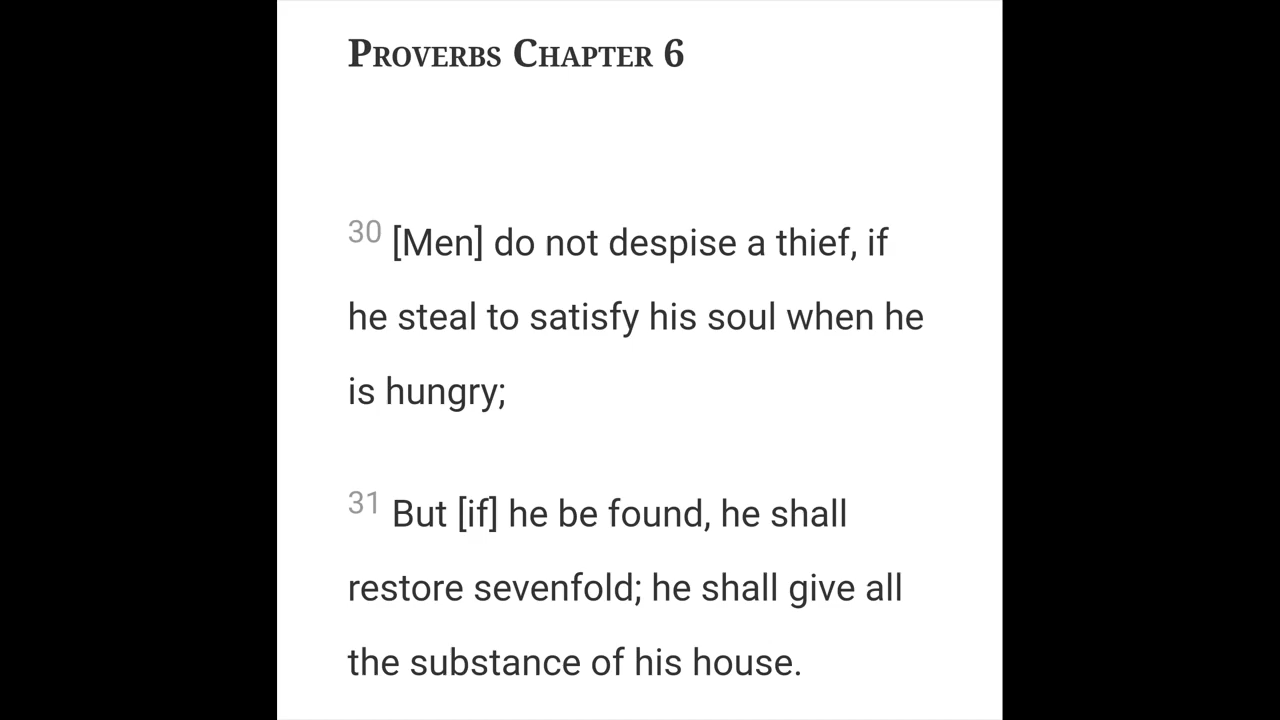 Proverbs Chapter 6
30 [Men] do not despise a thief, if
he steal to satisfy his soul when he
is hungry;
31 But [if] he be found, he shall
restore sevenfold; he shall give all
the substance of his house.